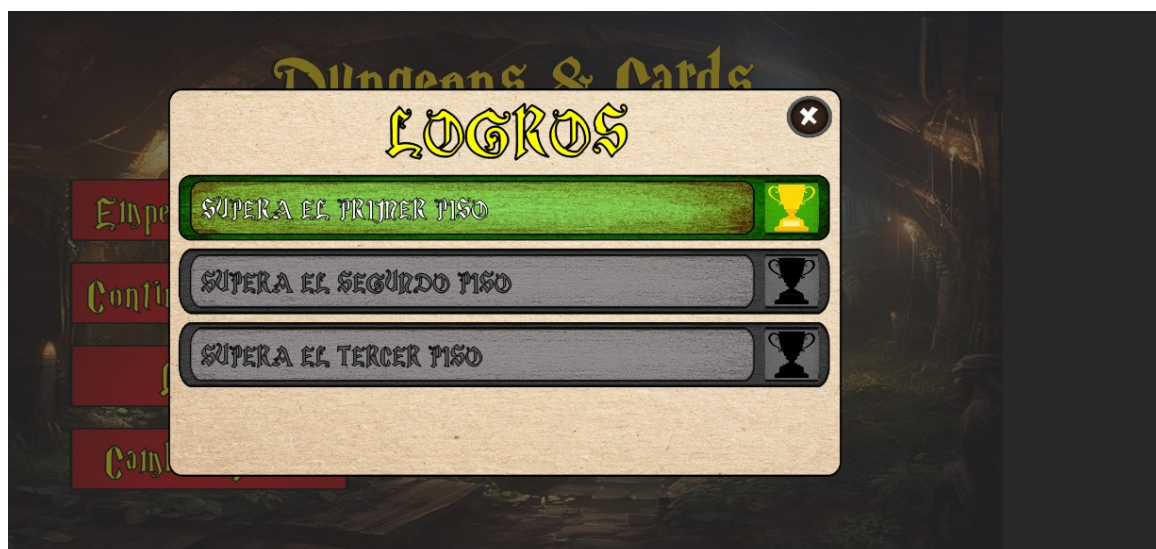 Dungeons & Cards
LOGROS
SUPERA EL PRIMER PISO
SUPERA EL SEGUNDO PISO
SUPERA EL TERCER PISO